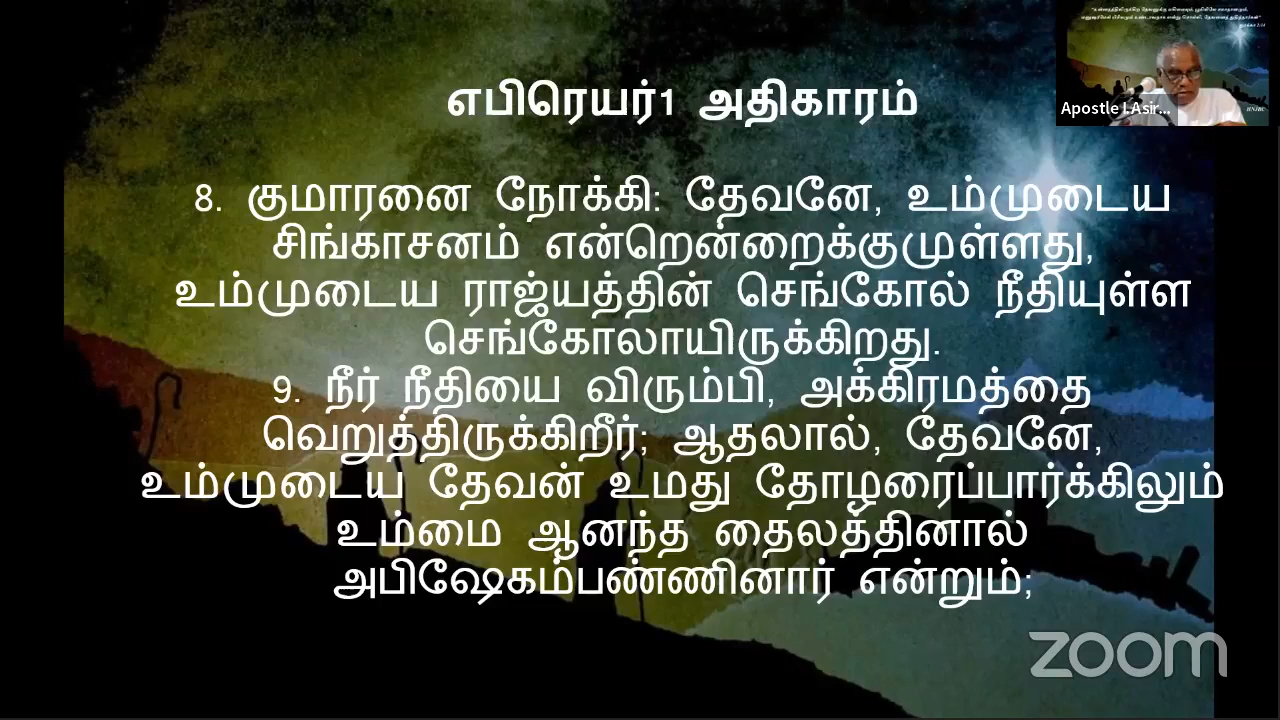 எபிரெயர்1 அதிகாரம்
8. குமாரனை நோக்கி: தேவனே, உம்முடைய
சிங்காசனம் என்றென்றைக்குமுள்ளது,
உம்முடைய ராஜ்யத்தின் செங்கோல் நீதியுள்ள
செங்கோலாயிருக்கிறது.
9. நீர் நீதியை விரும்பி, அக்கிரமத்தை
வெறுத்திருக்கிறீர்; ஆதலால், தேவனே,
உம்முடைய தேவன் உமது தோழரைப்பார்க்கிலும்
உம்மை ஆனந்த தைலத்தினால்
அபிஷேகம்பண்ணினார் என்றும்;
Apostle I.Asir...
zoom